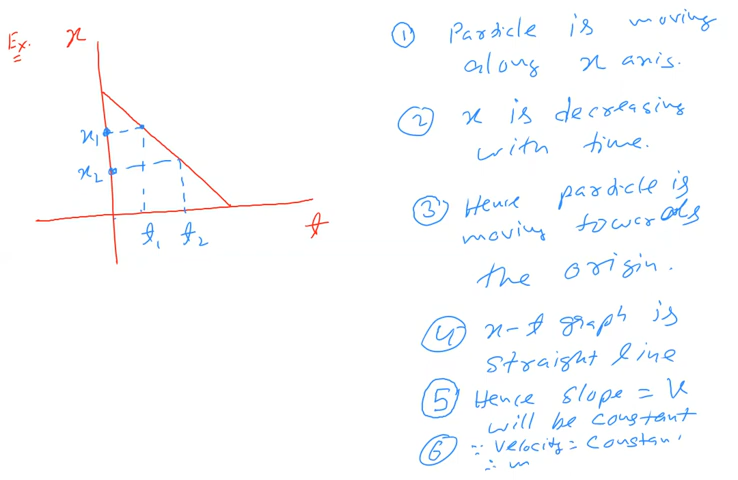 Ex.
x
x1
x2
t1 t2
t
① Particle is moving
along x axis.
② x is decreasing
with time.
③ Hence particle is
moving towards
the origin.
④ x-t graph is
straight line
⑤ Hence slope = V
will be constant
⑥ ∵ Velocity = Constan
∴ m